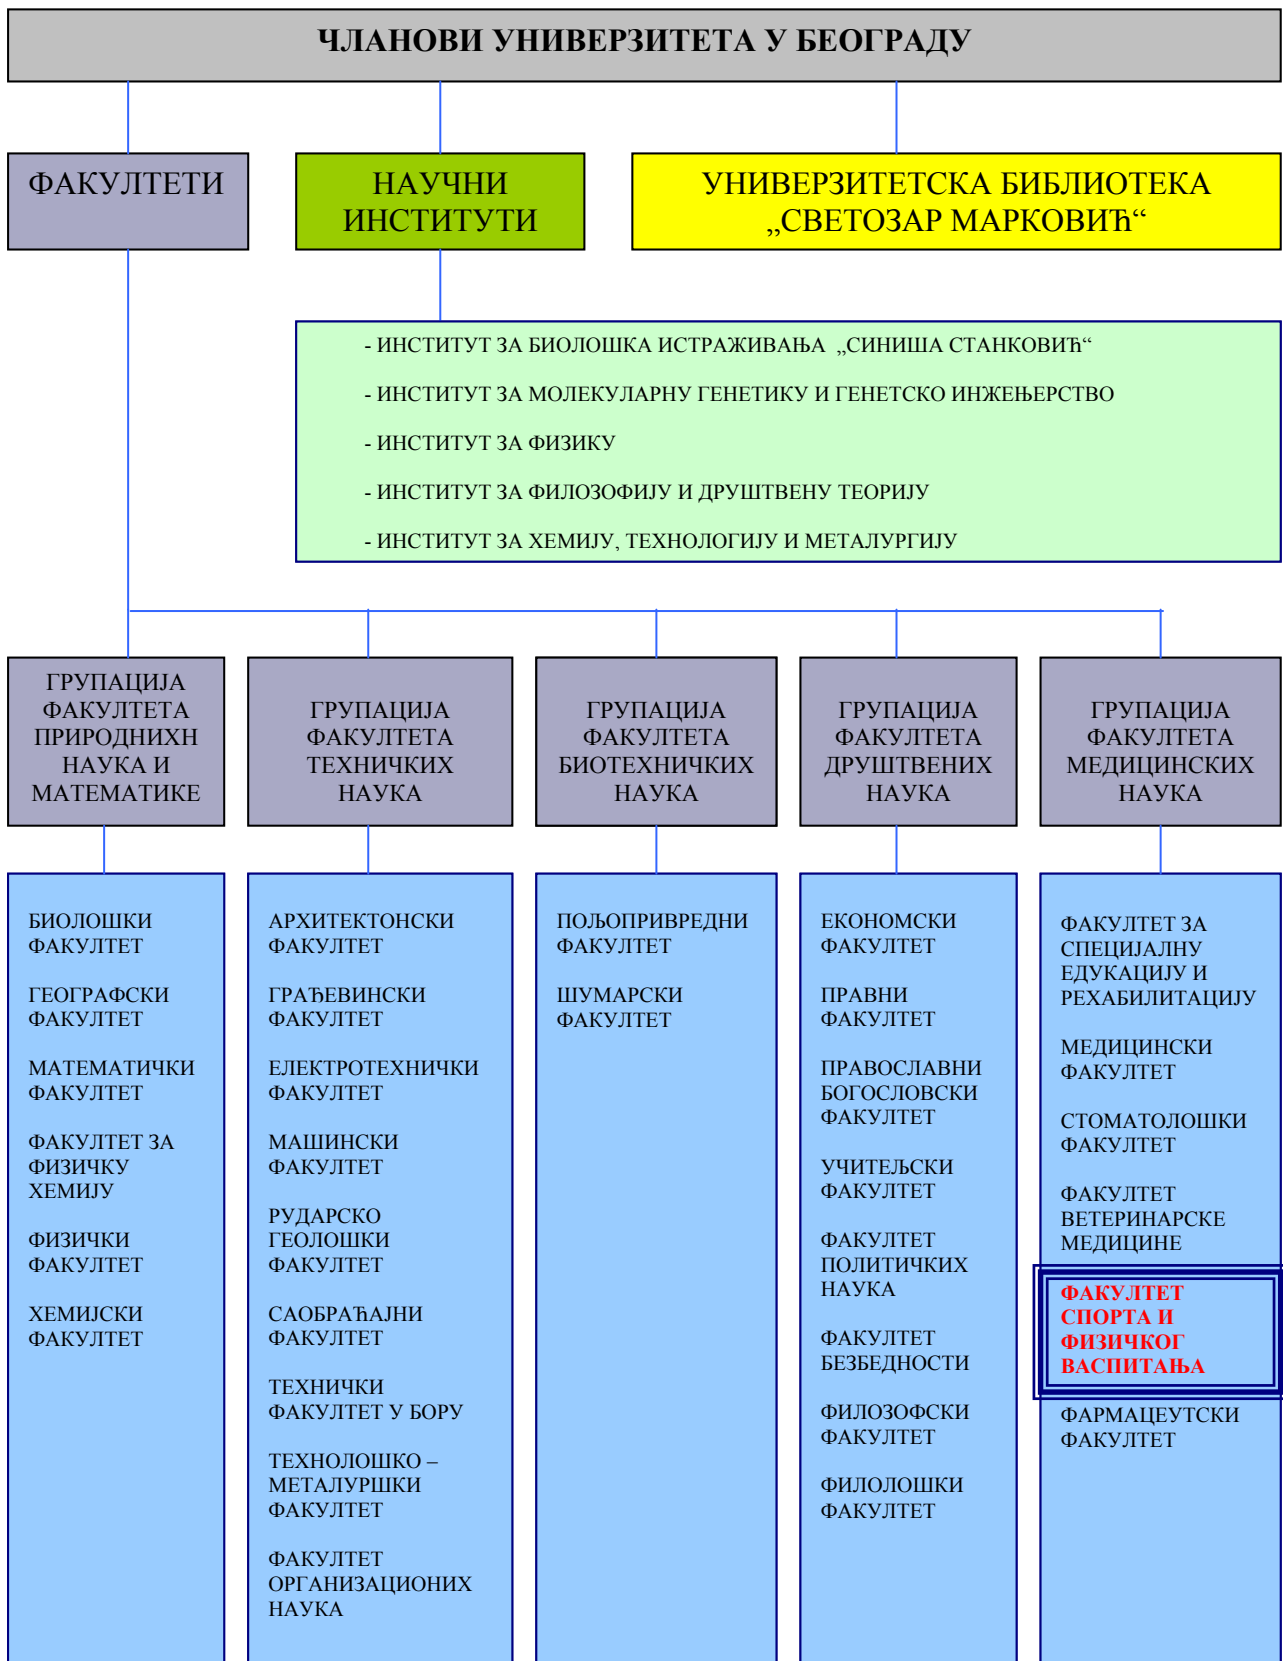 ЧЛАНОВИ УНИВЕРЗИТЕТА У БЕОГРАДУ
ФАКУЛТЕТИ
НАУЧНИ
ИНСТИТУТИ
УНИВЕРЗИТЕТСКА БИБЛИОТЕКА
„СВЕТОЗАР МАРКОВИЋ“
- ИНСТИТУТ ЗА БИОЛОШКА ИСТРАЖИВАЊА „СИНИША СТАНКОВИЋ“
- ИНСТИТУТ ЗА МОЛЕКУЛАРНУ ГЕНЕТИКУ И ГЕНЕТСКО ИНЖЕЊЕРСТВО
- ИНСТИТУТ ЗА ФИЗИКУ
- ИНСТИТУТ ЗА ФИЛОЗОФИЈУ И ДРУШТВЕНУ ТЕОРИЈУ
- ИНСТИТУТ ЗА ХЕМИЈУ, ТЕХНОЛОГИЈУ И МЕТАЛУРГИЈУ
ГРУПАЦИЈА
ФАКУЛТЕТА
ПРИРОДНИХН
НАУКА И
МАТЕМАТИКЕ
ГРУПАЦИЈА
ФАКУЛТЕТА
ТЕХНИЧКИХ
НАУКА
ГРУПАЦИЈА
ФАКУЛТЕТА
БИОТЕХНИЧКИХ
НАУКА
ГРУПАЦИЈА
ФАКУЛТЕТА
ДРУШТВЕНИХ
НАУКА
ГРУПАЦИЈА
ФАКУЛТЕТА
МЕДИЦИНСКИХ
НАУКА
БИОЛОШКИ
ФАКУЛТЕТ
ГЕОГРАФСКИ
ФАКУЛТЕТ
МАТЕМАТИЧКИ
ФАКУЛТЕТ
ФАКУЛТЕТ ЗА
ФИЗИЧКУ
ХЕМИЈУ
ФИЗИЧКИ
ФАКУЛТЕТ
ХЕМИЈСКИ
ФАКУЛТЕТ
АРХИТЕКТОНСКИ
ФАКУЛТЕТ
ГРАЂЕВИНСКИ
ФАКУЛТЕТ
ЕЛЕКТРОТЕХНИЧКИ
ФАКУЛТЕТ
МАШИНСКИ
ФАКУЛТЕТ
РУДАРСКО
ГЕОЛОШКИ
ФАКУЛТЕТ
САОБРАЋАЈНИ
ФАКУЛТЕТ
ТЕХНИЧКИ
ФАКУЛТЕТ У БОРУ
ТЕХНОЛОШКО –
МЕТАЛУРШКИ
ФАКУЛТЕТ
ФАКУЛТЕТ
ОРГАНИЗАЦИОНИХ
НАУКА
ПОЉОПРИВРЕДНИ
ФАКУЛТЕТ
ШУМАРСКИ
ФАКУЛТЕТ
ЕКОНОМСКИ
ФАКУЛТЕТ
ПРАВНИ
ФАКУЛТЕТ
ПРАВОСЛАВНИ
БОГОСЛОВСКИ
ФАКУЛТЕТ
УЧИТЕЉСКИ
ФАКУЛТЕТ
ФАКУЛТЕТ
ПОЛИТИЧКИХ
НАУКА
ФАКУЛТЕТ
БЕЗБЕДНОСТИ
ФИЛОЗОФСКИ
ФАКУЛТЕТ
ФИЛОЛОШКИ
ФАКУЛТЕТ
ФАКУЛТЕТ ЗА
СПЕЦИЈАЛНУ
ЕДУКАЦИЈУ И
РЕХАБИЛИТАЦИЈУ
МЕДИЦИНСКИ
ФАКУЛТЕТ
СТОМАТОЛОШКИ
ФАКУЛТЕТ
ФАКУЛТЕТ
ВЕТЕРИНАРСКЕ
МЕДИЦИНЕ
ФАКУЛТЕТ
СПОРТА И
ФИЗИЧКОГ
ВАСПИТАЊА
ФАРМАЦЕУТСКИ
ФАКУЛТЕТ